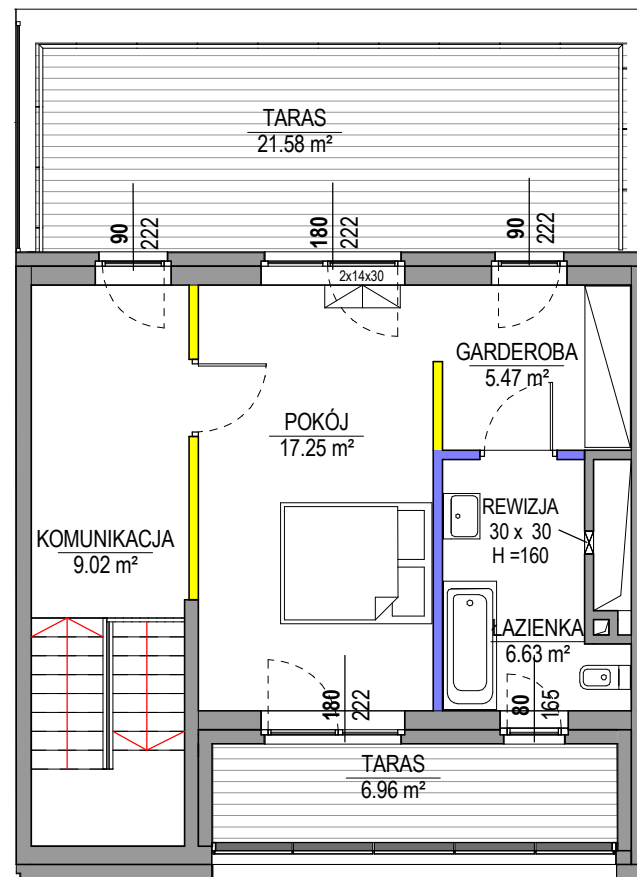 TARAS
21.58 m²
90
222
180
222
90
222
2x14x30
GARDEROBA
5.47 m²
POKÓJ
17.25 m²
REWIZJA
30 x 30
H =160
KOMUNIKACJA
9.02 m²
ŁAZIENKA
6.63 m²
180
222
80
165
TARAS
6.96 m²